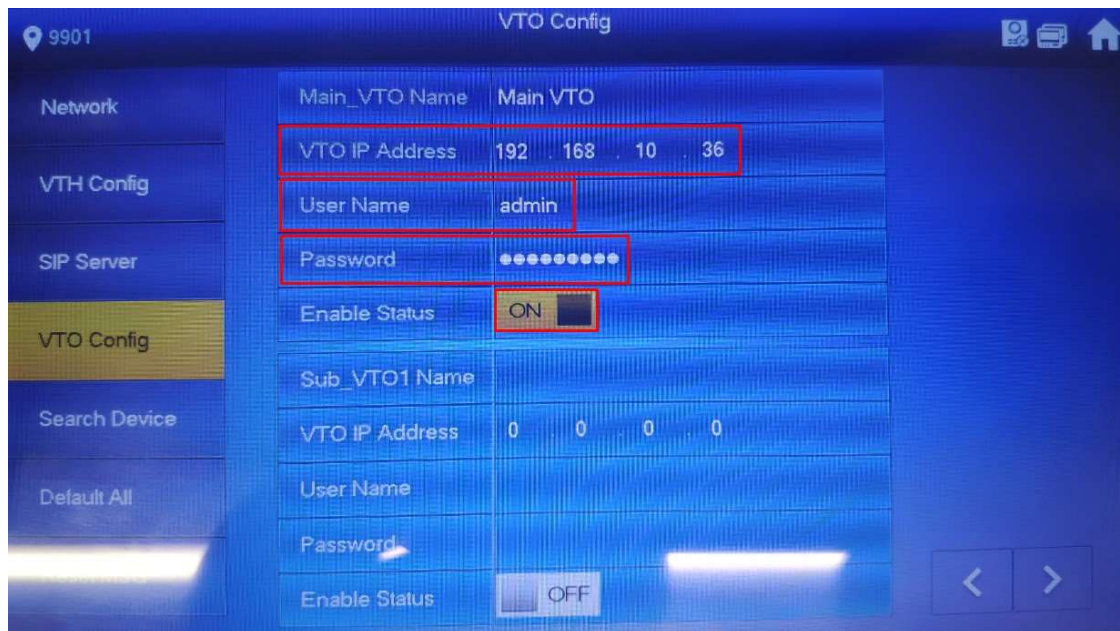 VTO Config
9901
Network
VTH Config
SIP Server
VTO Config
Search Device
Default All
Main_VTO Name Main VTO
VTO IP Address 192 . 168 . 10 . 36
User Name admin
Password ●●●●●●●●●
Enable Status ON
Sub_VTO1 Name
VTO IP Address 0 . 0 . 0 . 0
User Name
Password
Enable Status OFF